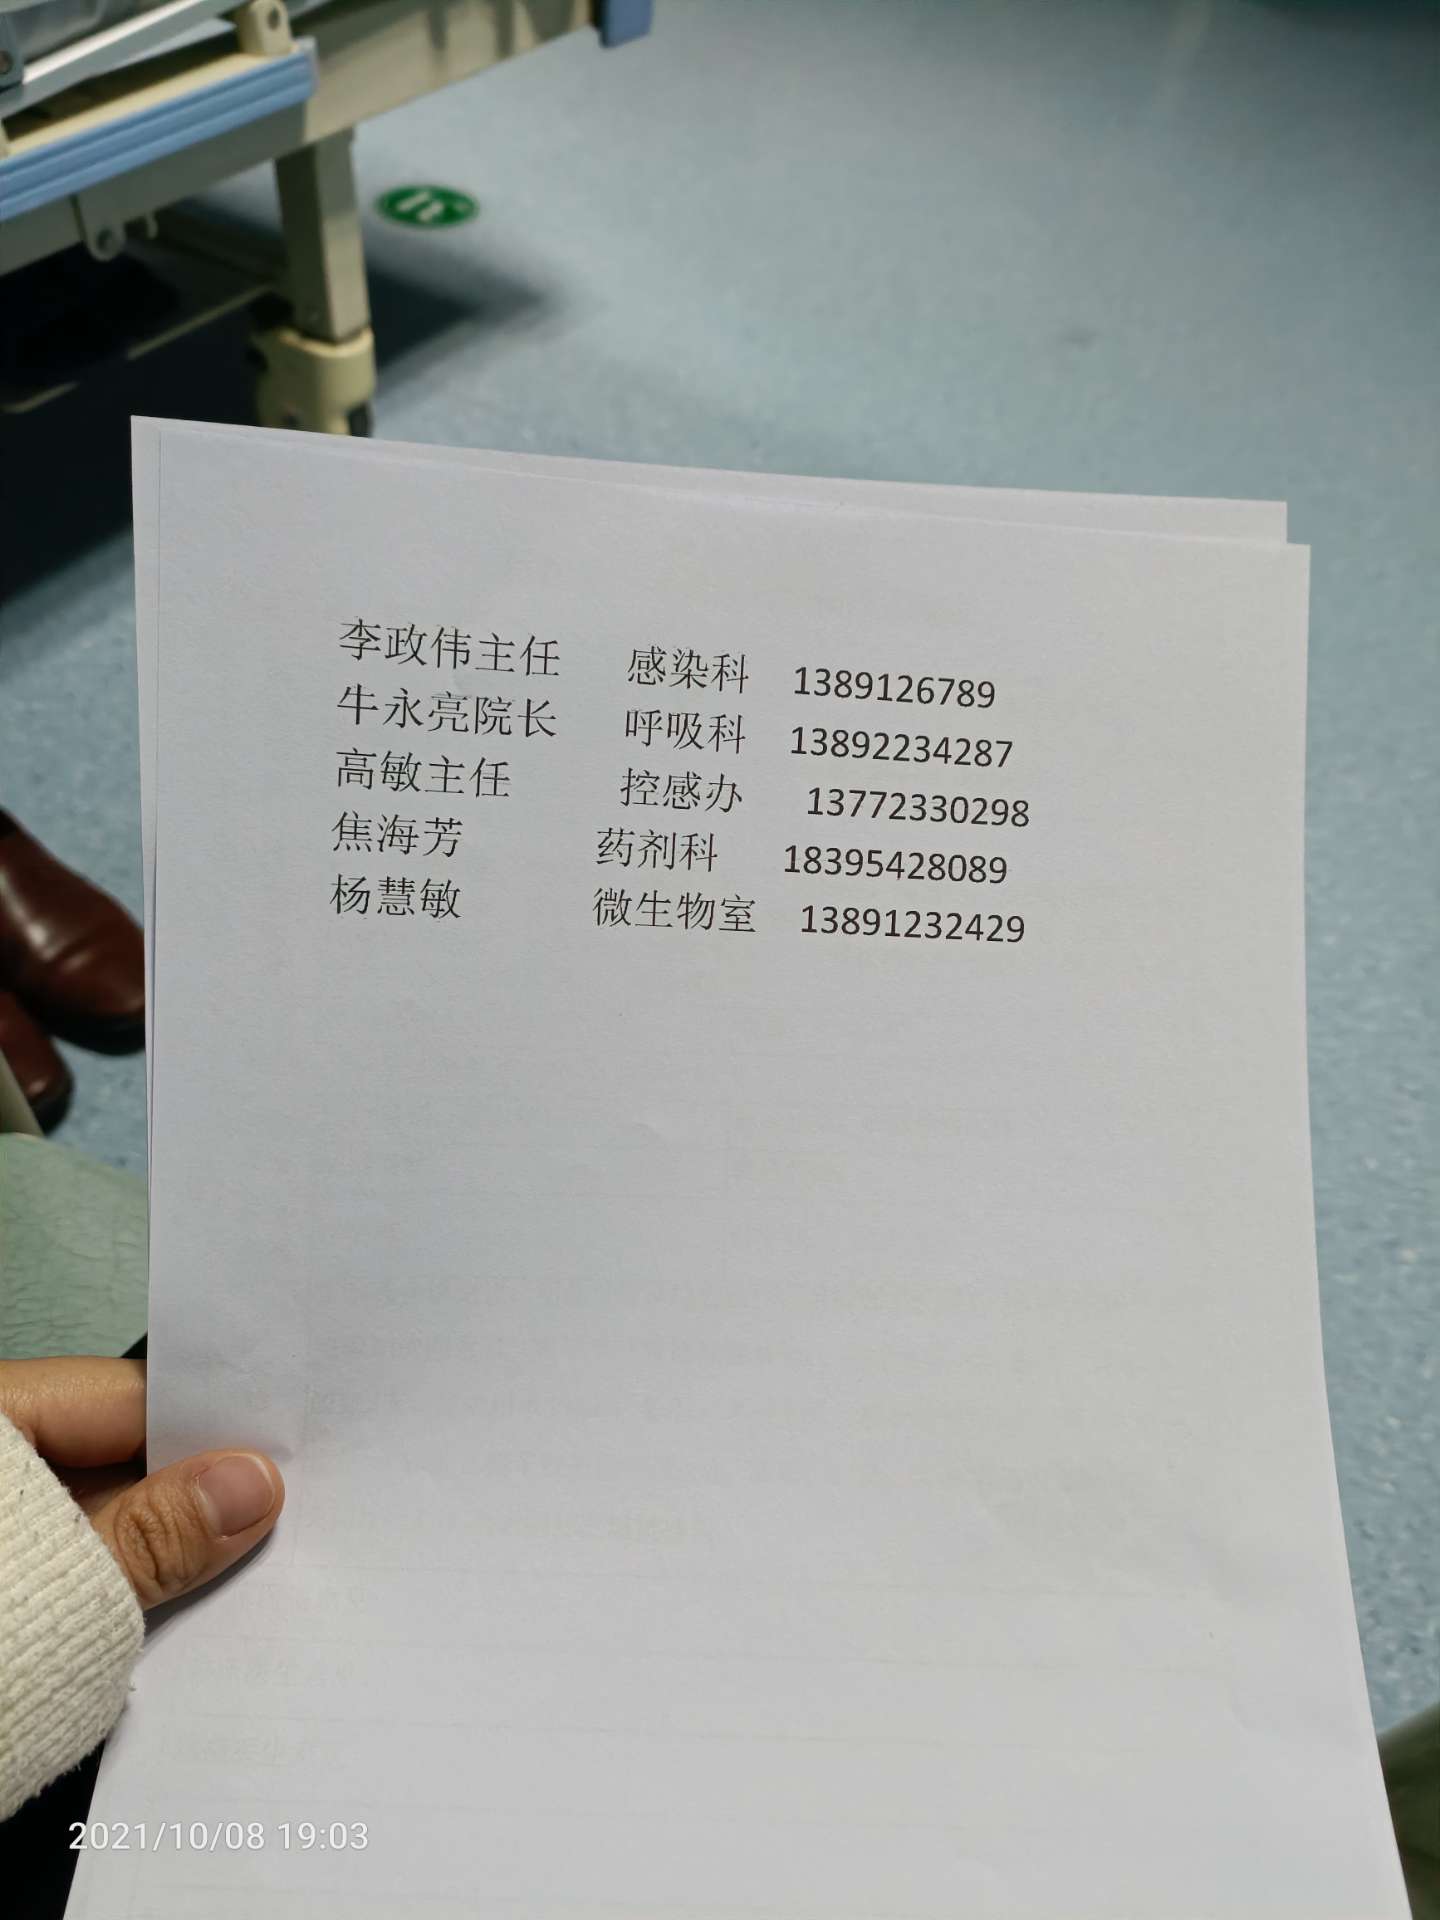 李政伟主任 感染科 1389126789
牛永亮院长 呼吸科 13892234287
高敏主任 控感办 13772330298
焦海芳 药剂科 18395428089
杨慧敏 微生物室 13891232429
2021/10/08 19:03